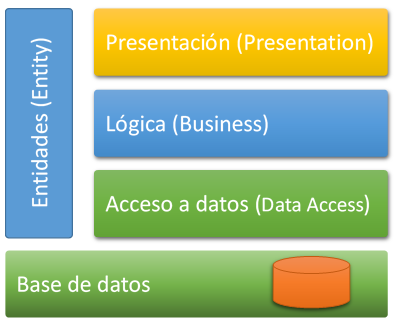 Entidades (Entity)
Presentación (Presentation)
Lógica (Business)
Acceso a datos (Data Access)
Base de datos